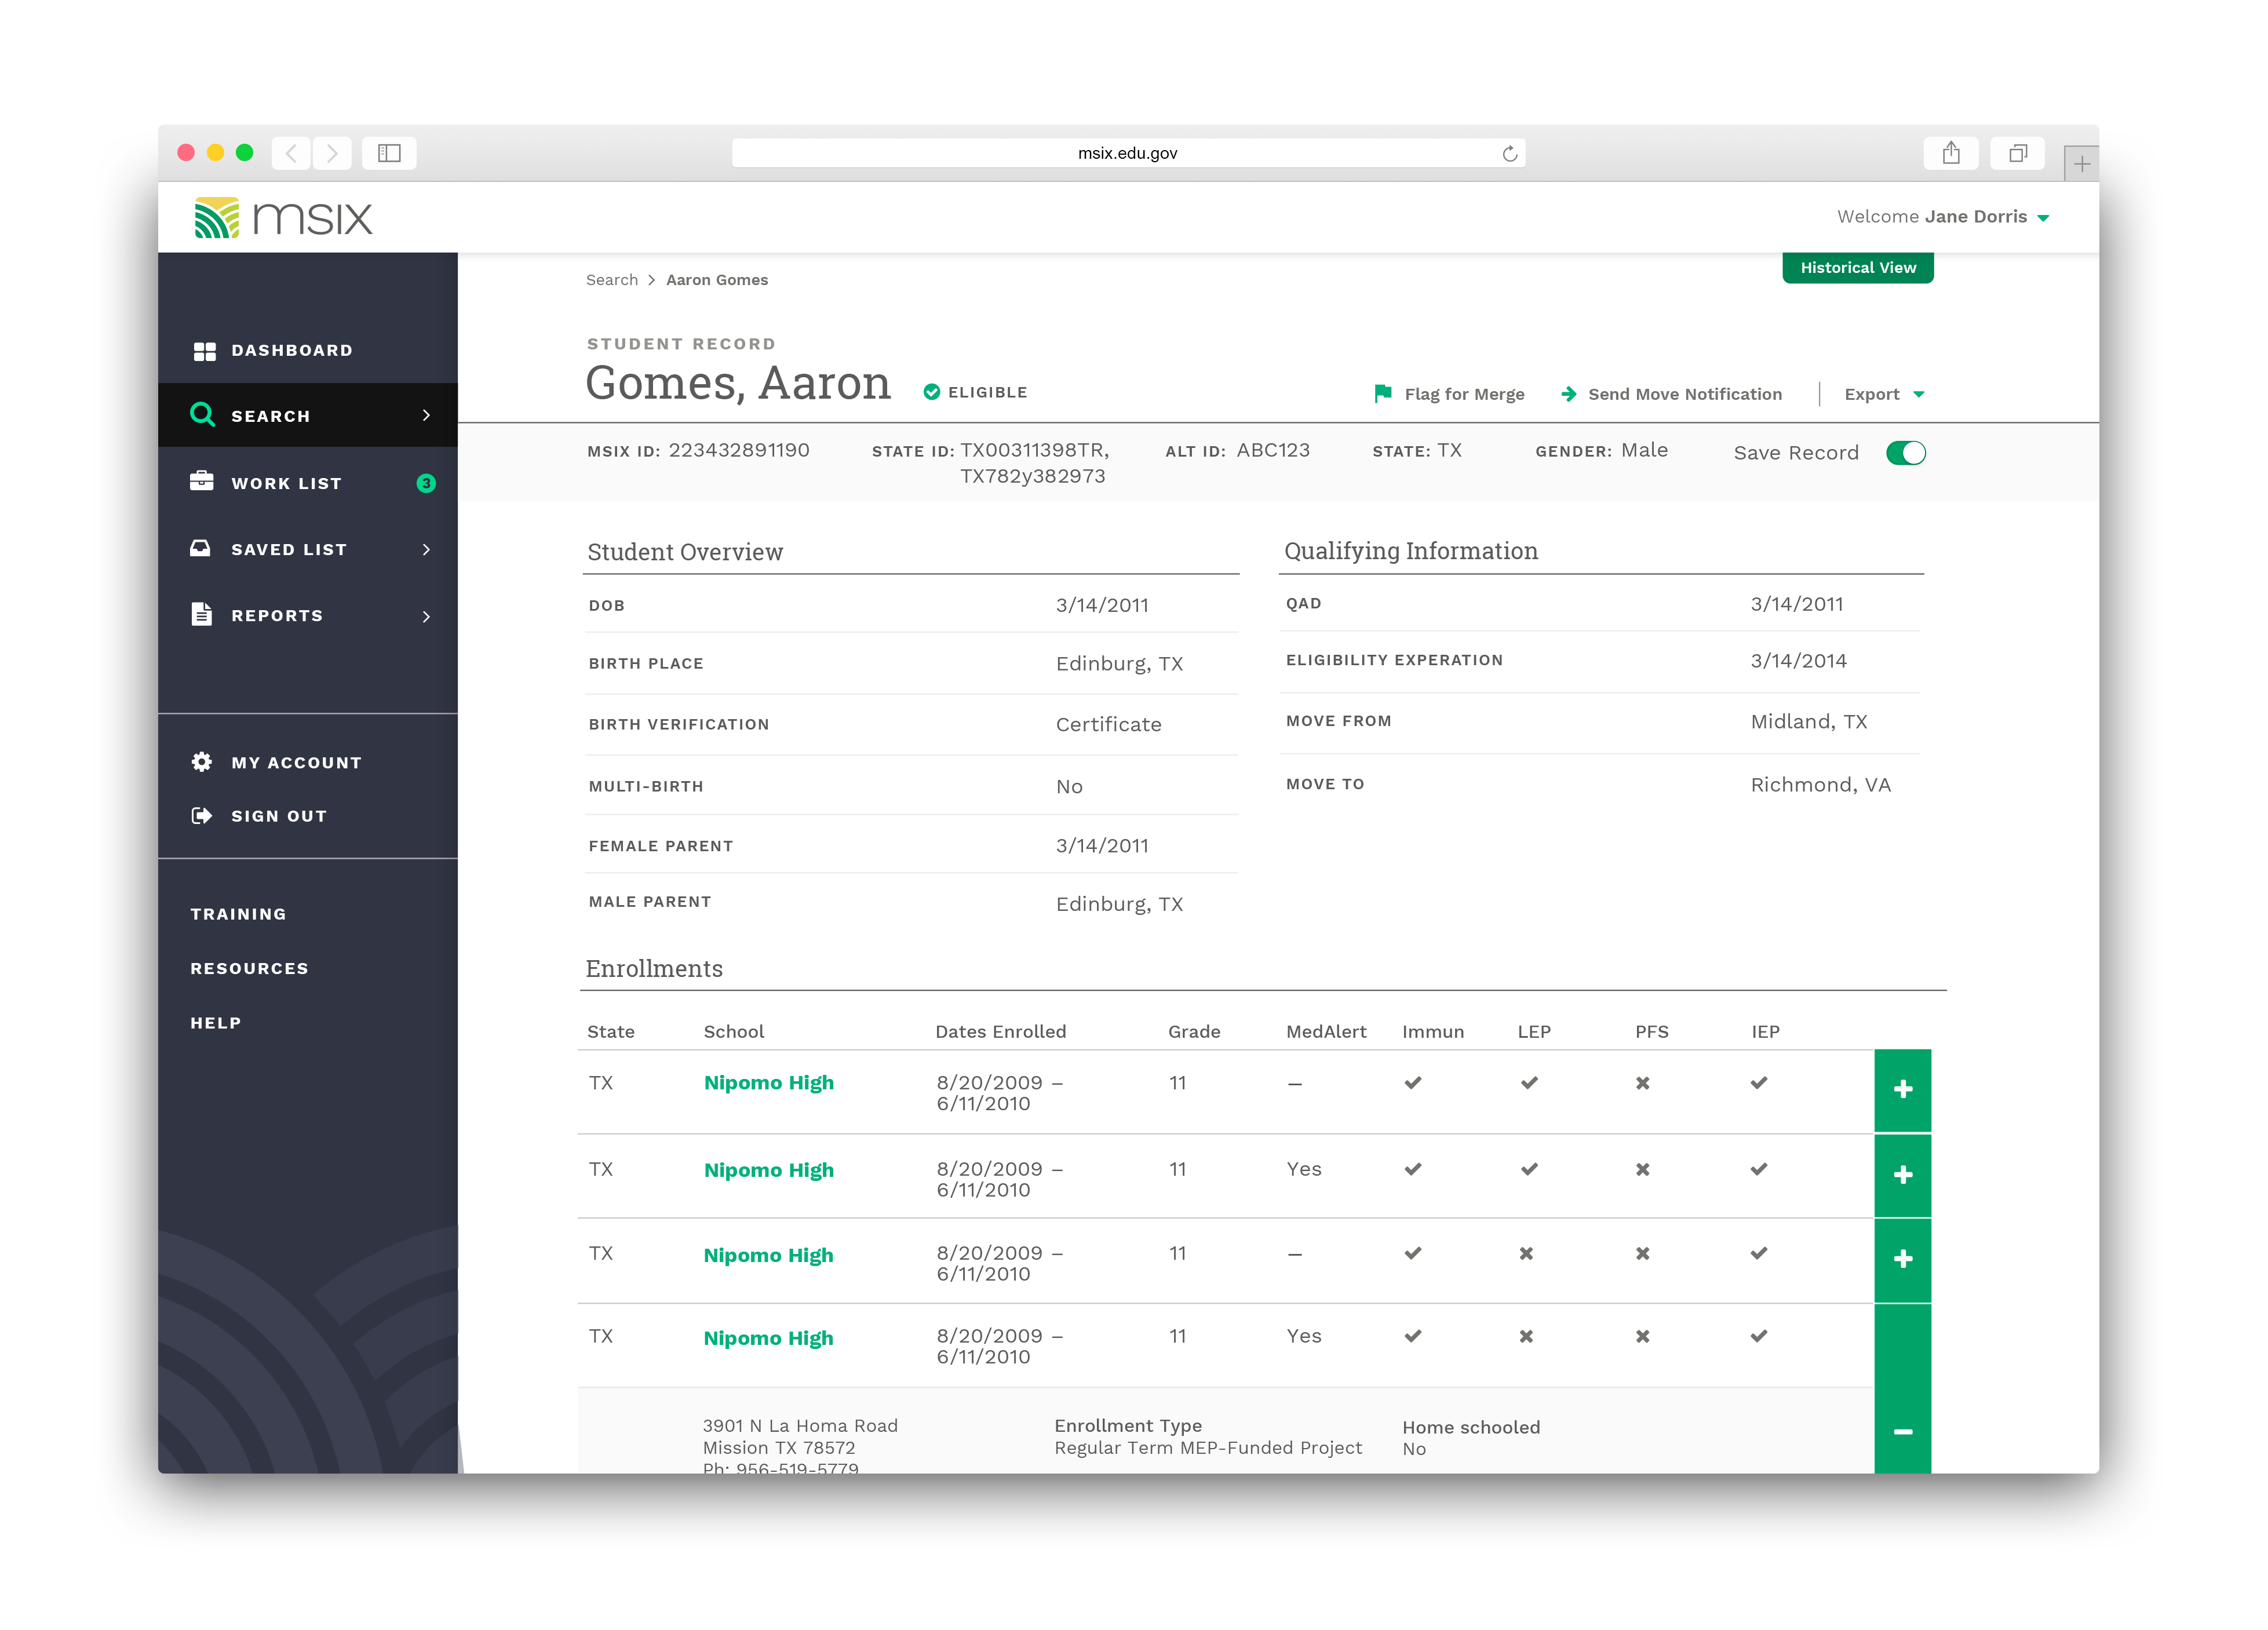 msix.edu.gov
msix
Welcome Jane Dorris
DASHBOARD
SEARCH
WORK LIST 3
SAVED LIST
REPORTS
MY ACCOUNT
SIGN OUT
TRAINING
RESOURCES
HELP
Search > Aaron Gomes
Historical View
STUDENT RECORD
Gomes, Aaron ELIGIBLE
Flag for Merge Send Move Notification Export
MSIX ID: 223432891190 STATE ID: TX00311398TR, ALT ID: ABC123 STATE: TX GENDER: Male Save Record
TX782y382973
Student Overview
DOB 3/14/2011
BIRTH PLACE Edinburg, TX
BIRTH VERIFICATION Certificate
MULTI-BIRTH No
FEMALE PARENT 3/14/2011
MALE PARENT Edinburg, TX
Qualifying Information
QAD 3/14/2011
ELIGIBILITY EXPERATION 3/14/2014
MOVE FROM Midland, TX
MOVE TO Richmond, VA
Enrollments
State School Dates Enrolled Grade MedAlert Immun LEP PFS IEP
TX Nipomo High 8/20/2009 – 11 – ✓ ✓ ✗ ✓
6/11/2010
TX Nipomo High 8/20/2009 – 11 Yes ✓ ✓ ✗ ✓
6/11/2010
TX Nipomo High 8/20/2009 – 11 – ✓ ✗ ✗ ✓
6/11/2010
TX Nipomo High 8/20/2009 – 11 Yes ✓ ✗ ✗ ✓
6/11/2010
3901 N La Homa Road Enrollment Type Home schooled
Mission TX 78572 Regular Term MEP-Funded Project No
Ph: 956-519-5779